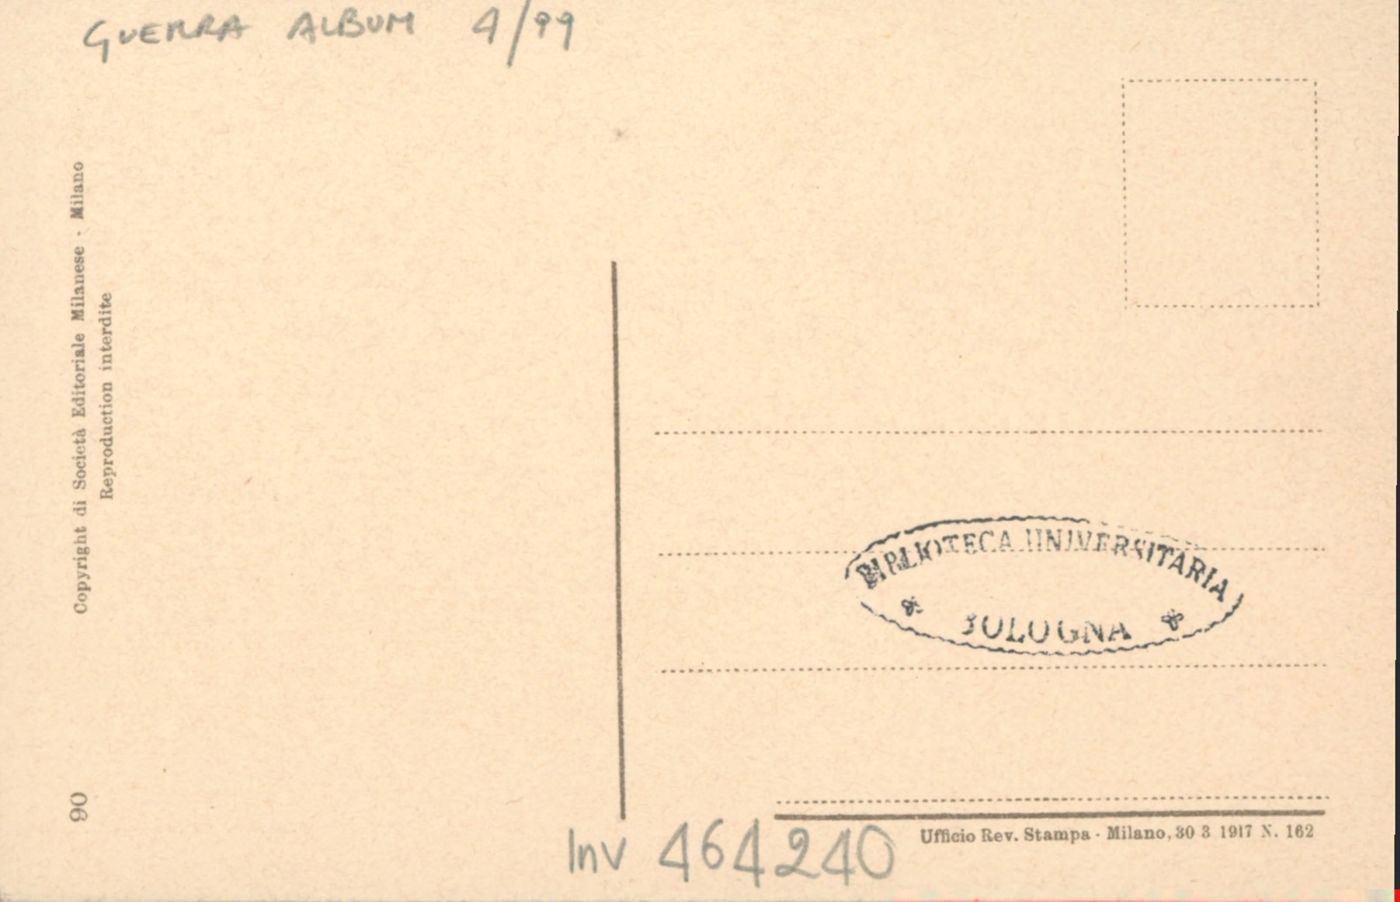 GUERRA ALBUM 4/99
Copyright di Società Editoriale Milanese - Milano
Reproduction interdite
90
BIBLIOTECA UNIVERSITARIA
BOLOGNA
Ufficio Rev. Stampa - Milano, 30 3 1917 N. 162
Inv 464240